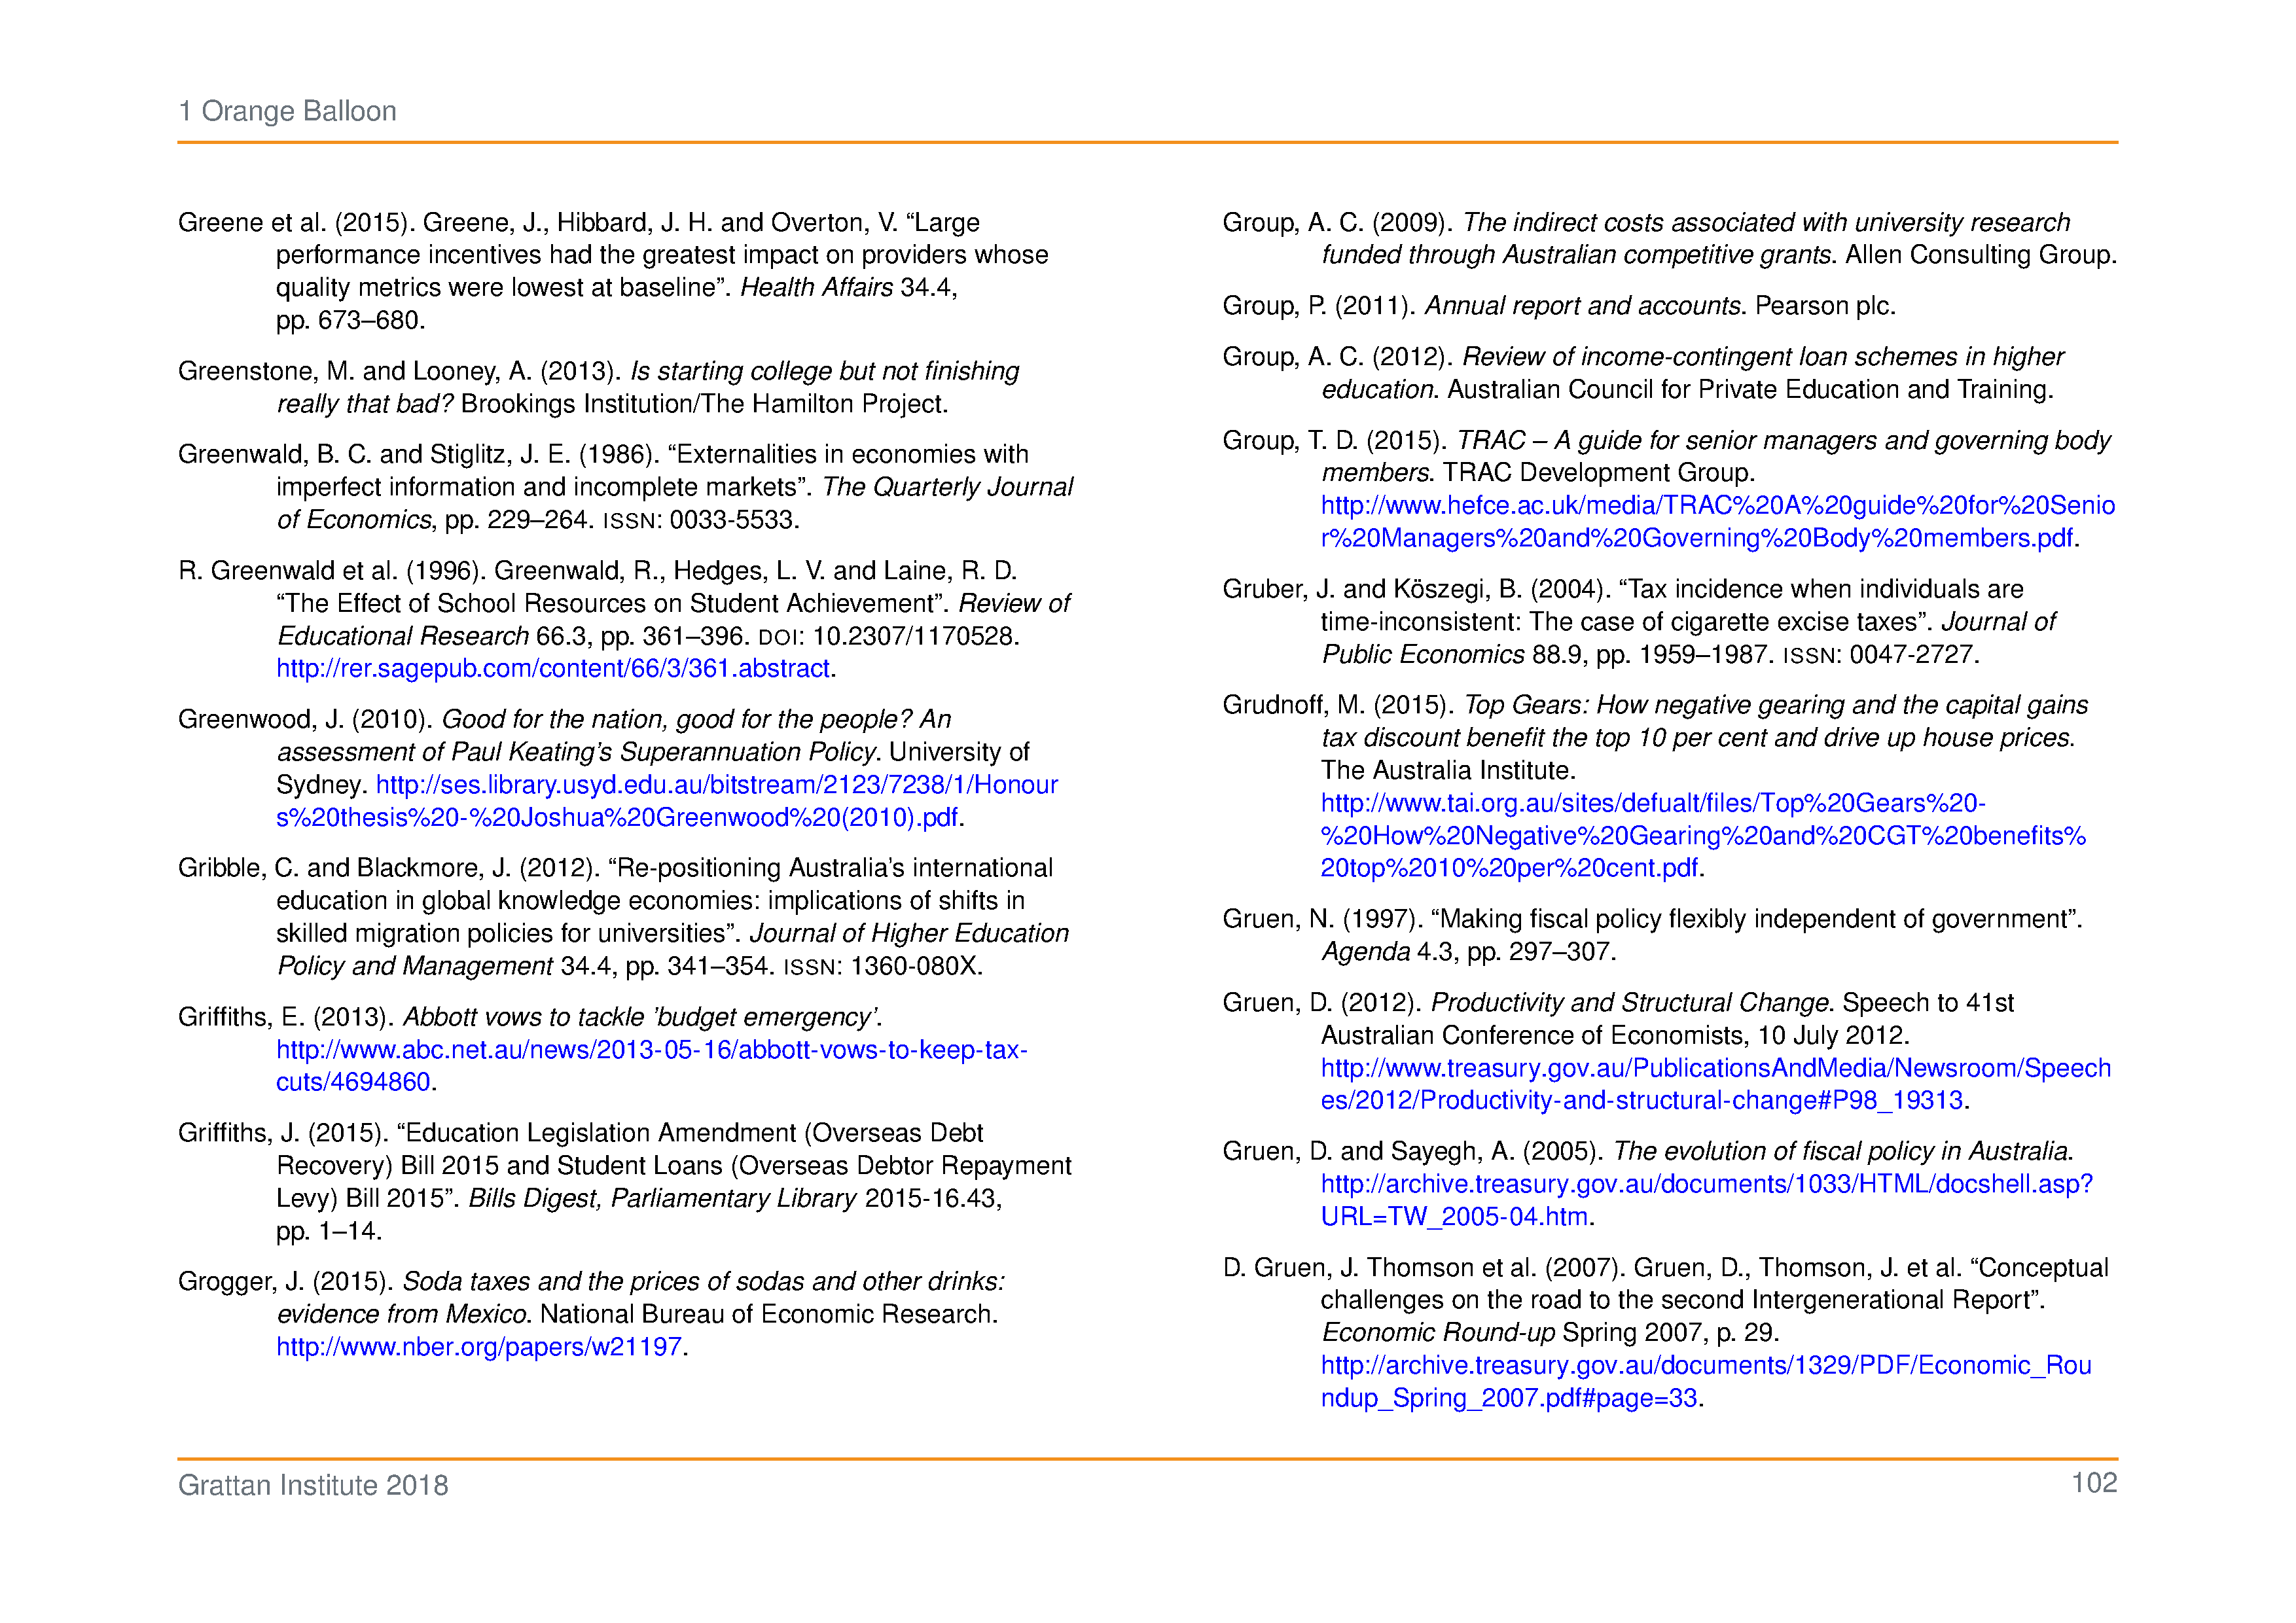 1 Orange Balloon
Greene et al. (2015). Greene, J., Hibbard, J. H. and Overton, V. “Large
performance incentives had the greatest impact on providers whose
quality metrics were lowest at baseline”. Health Affairs 34.4,
pp. 673–680.
Greenstone, M. and Looney, A. (2013). Is starting college but not finishing
really that bad? Brookings Institution/The Hamilton Project.
Greenwald, B. C. and Stiglitz, J. E. (1986). “Externalities in economies with
imperfect information and incomplete markets”. The Quarterly Journal
of Economics, pp. 229–264. ISSN: 0033-5533.
R. Greenwald et al. (1996). Greenwald, R., Hedges, L. V. and Laine, R. D.
“The Effect of School Resources on Student Achievement”. Review of
Educational Research 66.3, pp. 361–396. DOI: 10.2307/1170528.
http://rer.sagepub.com/content/66/3/361.abstract.
Greenwood, J. (2010). Good for the nation, good for the people? An
assessment of Paul Keating’s Superannuation Policy. University of
Sydney. http://ses.library.usyd.edu.au/bitstream/2123/7238/1/Honour
s%20thesis%20-%20Joshua%20Greenwood%20(2010).pdf.
Gribble, C. and Blackmore, J. (2012). “Re-positioning Australia’s international
education in global knowledge economies: implications of shifts in
skilled migration policies for universities”. Journal of Higher Education
Policy and Management 34.4, pp. 341–354. ISSN: 1360-080X.
Griffiths, E. (2013). Abbott vows to tackle ’budget emergency’.
http://www.abc.net.au/news/2013-05-16/abbott-vows-to-keep-tax-
cuts/4694860.
Griffiths, J. (2015). “Education Legislation Amendment (Overseas Debt
Recovery) Bill 2015 and Student Loans (Overseas Debtor Repayment
Levy) Bill 2015”. Bills Digest, Parliamentary Library 2015-16.43,
pp. 1–14.
Grogger, J. (2015). Soda taxes and the prices of sodas and other drinks:
evidence from Mexico. National Bureau of Economic Research.
http://www.nber.org/papers/w21197.
Group, A. C. (2009). The indirect costs associated with university research
funded through Australian competitive grants. Allen Consulting Group.
Group, P. (2011). Annual report and accounts. Pearson plc.
Group, A. C. (2012). Review of income-contingent loan schemes in higher
education. Australian Council for Private Education and Training.
Group, T. D. (2015). TRAC – A guide for senior managers and governing body
members. TRAC Development Group.
http://www.hefce.ac.uk/media/TRAC%20A%20guide%20for%20Senio
r%20Managers%20and%20Governing%20Body%20members.pdf.
Gruber, J. and Köszegi, B. (2004). “Tax incidence when individuals are
time-inconsistent: The case of cigarette excise taxes”. Journal of
Public Economics 88.9, pp. 1959–1987. ISSN: 0047-2727.
Grudnoff, M. (2015). Top Gears: How negative gearing and the capital gains
tax discount benefit the top 10 per cent and drive up house prices.
The Australia Institute.
http://www.tai.org.au/sites/defualt/files/Top%20Gears%20-
%20How%20Negative%20Gearing%20and%20CGT%20benefits%
20top%2010%20per%20cent.pdf.
Gruen, N. (1997). “Making fiscal policy flexibly independent of government”.
Agenda 4.3, pp. 297–307.
Gruen, D. (2012). Productivity and Structural Change. Speech to 41st
Australian Conference of Economists, 10 July 2012.
http://www.treasury.gov.au/PublicationsAndMedia/Newsroom/Speech
es/2012/Productivity-and-structural-change#P98_19313.
Gruen, D. and Sayegh, A. (2005). The evolution of fiscal policy in Australia.
http://archive.treasury.gov.au/documents/1033/HTML/docshell.asp?
URL=TW_2005-04.htm.
D. Gruen, J. Thomson et al. (2007). Gruen, D., Thomson, J. et al. “Conceptual
challenges on the road to the second Intergenerational Report”.
Economic Round-up Spring 2007, p. 29.
http://archive.treasury.gov.au/documents/1329/PDF/Economic_Rou
ndup_Spring_2007.pdf#page=33.
Grattan Institute 2018
102